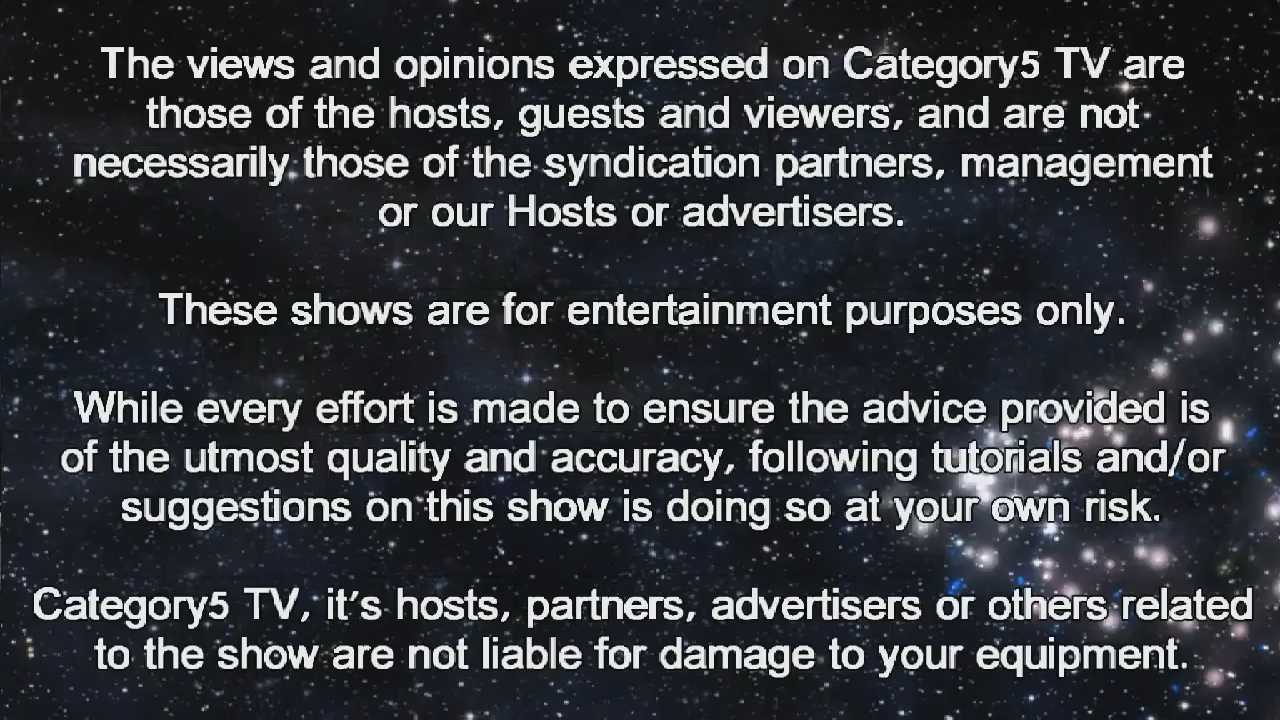 The views and opinions expressed on Category5 TV are
those of the hosts, guests and viewers, and are not
necessarily those of the syndication partners, management
or our Hosts or advertisers.
These shows are for entertainment purposes only.
While every effort is made to ensure the advice provided is
of the utmost quality and accuracy, following tutorials and/or
suggestions on this show is doing so at your own risk.
Category5 TV, it's hosts, partners, advertisers or others related
to the show are not liable for damage to your equipment.